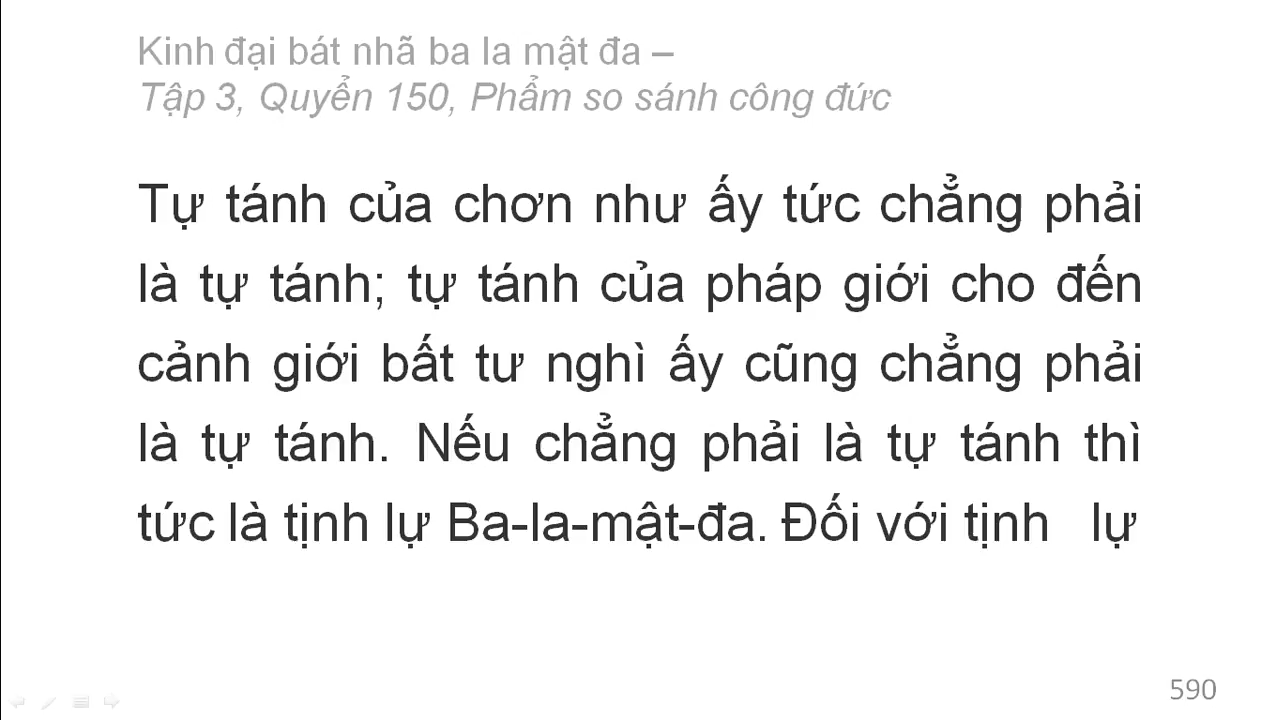 Kinh đại bát nhã ba la mật đa –
Tập 3, Quyển 150, Phẩm so sánh công đức
Tự tánh của chơn như ấy tức chẳng phải
là tự tánh; tự tánh của pháp giới cho đến
cảnh giới bất tư nghì ấy cũng chẳng phải
là tự tánh. Nếu chẳng phải là tự tánh thì
tức là tịnh lự Ba-la-mật-đa. Đối với tịnh lự
590